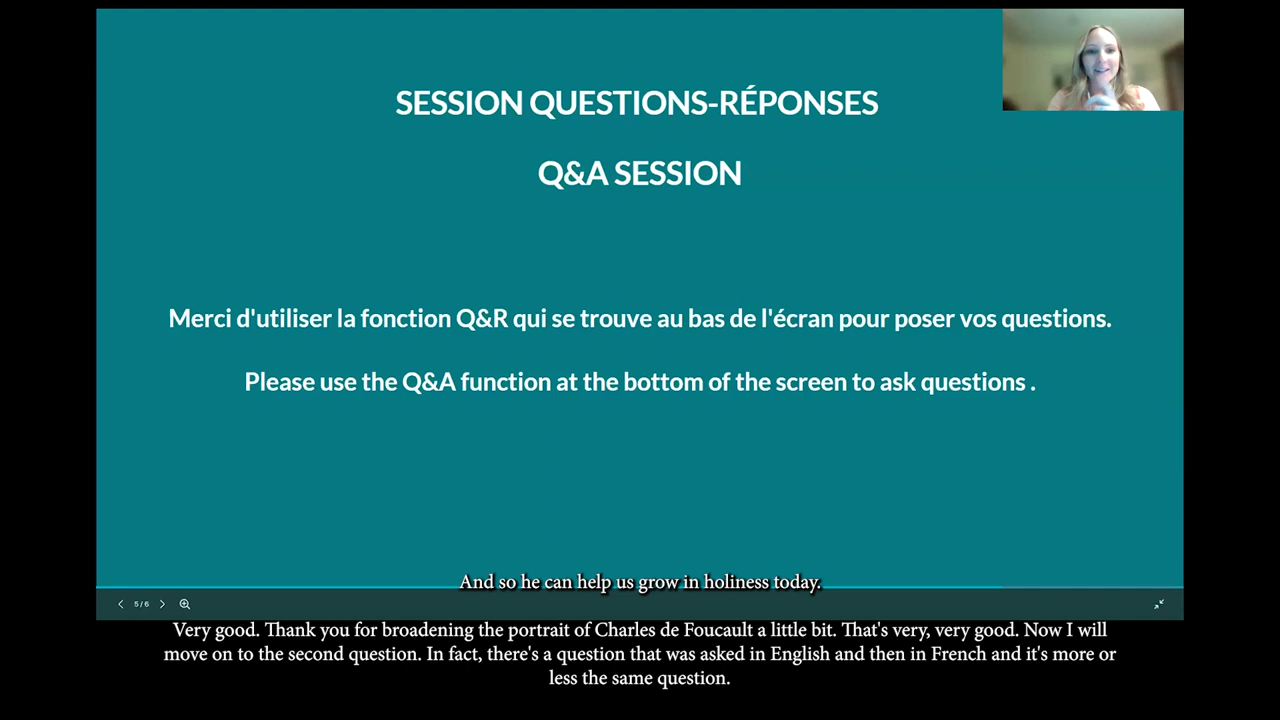 SESSION QUESTIONS-RÉPONSES
Q&A SESSION
Merci d'utiliser la fonction Q&R qui se trouve au bas de l'écran pour poser vos questions.
Please use the Q&A function at the bottom of the screen to ask questions .
And so he can help us grow in holiness today.
5/6
Very good. Thank you for broadening the portrait of Charles de Foucault a little bit. That's very, very good. Now I will
move on to the second question. In fact, there's a question that was asked in English and then in French and it's more or
less the same question.